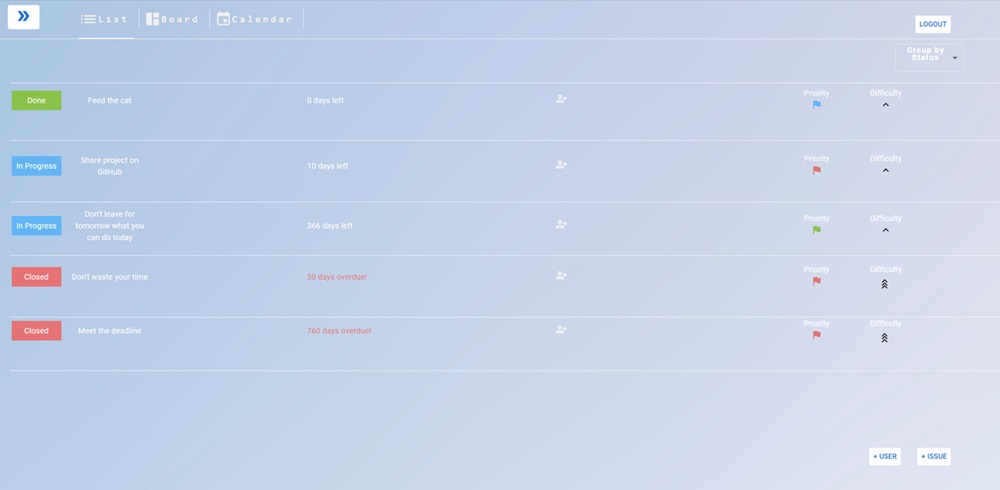 List
Board
Calendar
LOGOUT
Group by
Status
Done
Feed the cat
0 days left
Priority
Difficulty
In Progress
Share project on
GitHub
10 days left
Priority
Difficulty
In Progress
Don't leave for
tomorrow what you
can do today
366 days left
Priority
Difficulty
Closed
Don't waste your time
30 days overdue!
Priority
Difficulty
Closed
Meet the deadline
760 days overdue!
Priority
Difficulty
+ USER
+ ISSUE